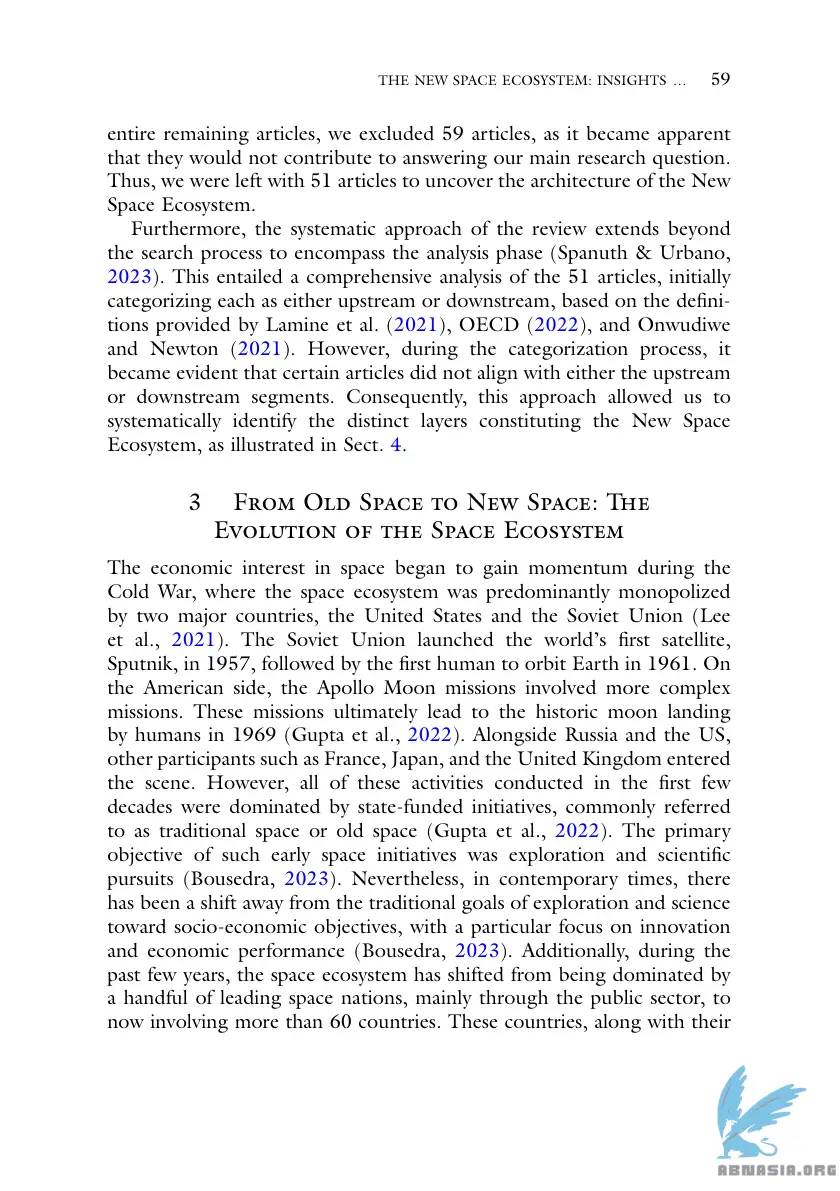 THE NEW SPACE ECOSYSTEM: INSIGHTS … 59
entire remaining articles, we excluded 59 articles, as it became apparent
that they would not contribute to answering our main research question.
Thus, we were left with 51 articles to uncover the architecture of the New
Space Ecosystem.
Furthermore, the systematic approach of the review extends beyond
the search process to encompass the analysis phase (Spanuth & Urbano,
2023). This entailed a comprehensive analysis of the 51 articles, initially
categorizing each as either upstream or downstream, based on the defini-
tions provided by Lamine et al. (2021), OECD (2022), and Onwudiwe
and Newton (2021). However, during the categorization process, it
became evident that certain articles did not align with either the upstream
or downstream segments. Consequently, this approach allowed us to
systematically identify the distinct layers constituting the New Space
Ecosystem, as illustrated in Sect. 4.
3 From Old Space to New Space: The
Evolution of the Space Ecosystem
The economic interest in space began to gain momentum during the
Cold War, where the space ecosystem was predominantly monopolized
by two major countries, the United States and the Soviet Union (Lee
et al., 2021). The Soviet Union launched the world's first satellite,
Sputnik, in 1957, followed by the first human to orbit Earth in 1961. On
the American side, the Apollo Moon missions involved more complex
missions. These missions ultimately lead to the historic moon landing
by humans in 1969 (Gupta et al., 2022). Alongside Russia and the US,
other participants such as France, Japan, and the United Kingdom entered
the scene. However, all of these activities conducted in the first few
decades were dominated by state-funded initiatives, commonly referred
to as traditional space or old space (Gupta et al., 2022). The primary
objective of such early space initiatives was exploration and scientific
pursuits (Bousedra, 2023). Nevertheless, in contemporary times, there
has been a shift away from the traditional goals of exploration and science
toward socio-economic objectives, with a particular focus on innovation
and economic performance (Bousedra, 2023). Additionally, during the
past few years, the space ecosystem has shifted from being dominated by
a handful of leading space nations, mainly through the public sector, to
now involving more than 60 countries. These countries, along with their
ABNASIA.ORG